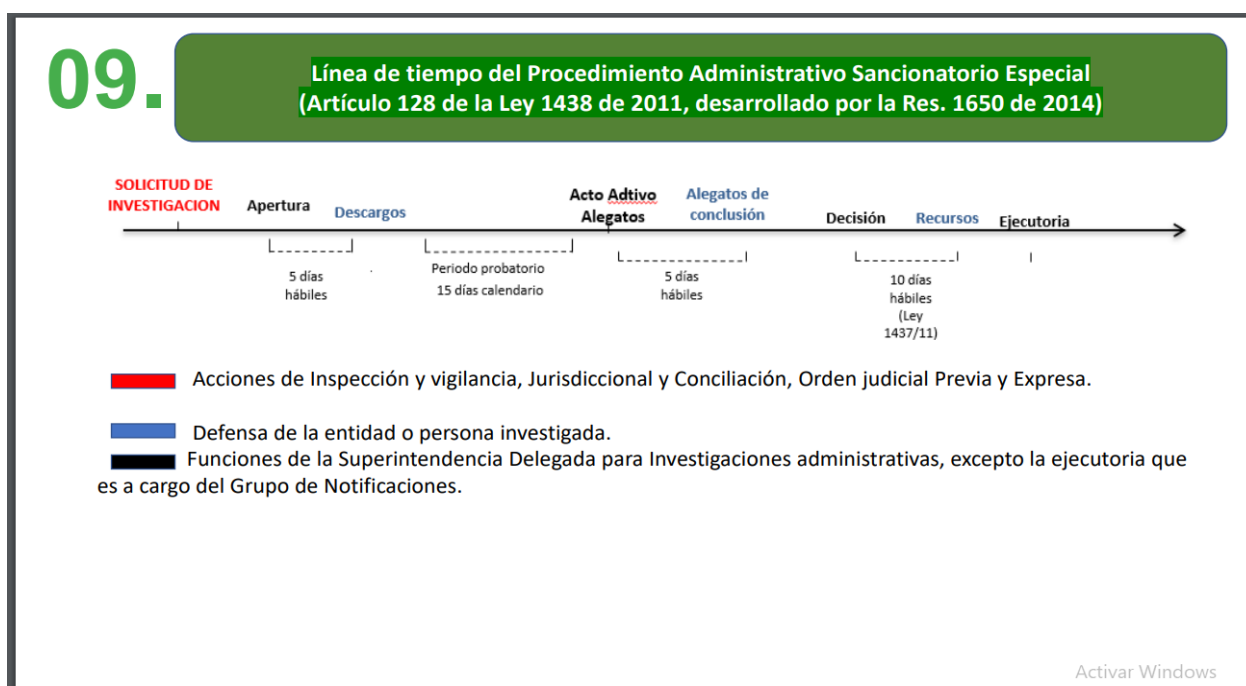 09.
Línea de tiempo del Procedimiento Administrativo Sancionatorio Especial
(Artículo 128 de la Ley 1438 de 2011, desarrollado por la Res. 1650 de 2014)
SOLICITUD DE
INVESTIGACION
Apertura
Descargos
Acto Adtivo
Alegatos
Alegatos de
conclusión
Decisión
Recursos
Ejecutoria
5 días
hábiles
Periodo probatorio
15 días calendario
5 días
hábiles
10 días
hábiles
(Ley
1437/11)
Acciones de Inspección y vigilancia, Jurisdiccional y Conciliación, Orden judicial Previa y Expresa.
Defensa de la entidad o persona investigada.
Funciones de la Superintendencia Delegada para Investigaciones administrativas, excepto la ejecutoria que
es a cargo del Grupo de Notificaciones.
Activar Windows